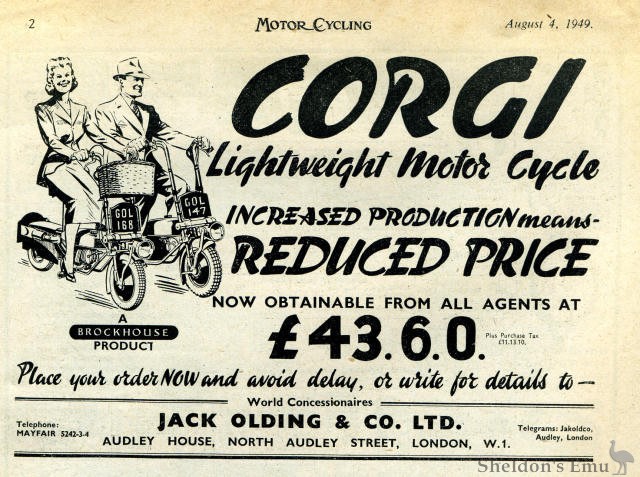 2
MOTOR CYCLING
August 4, 1949.
CORGI
Lightweight Motor Cycle
INCREASED PRODUCTION means-
REDUCED PRICE
GOL 168
GOL 147
NOW OBTAINABLE FROM ALL AGENTS AT
£43.6.0.
Plus Purchase Tax
£11.13.10.
A
BROCKHOUSE
PRODUCT
Place your order NOW and avoid delay, or write for details to —
World Concessionaires
JACK OLDING & CO. LTD.
AUDLEY HOUSE, NORTH AUDLEY STREET, LONDON, W.1.
Telephone:
MAYFAIR 5242-3-4
Telegrams: Jakoldco,
Audley, London
Sheldon's Emu